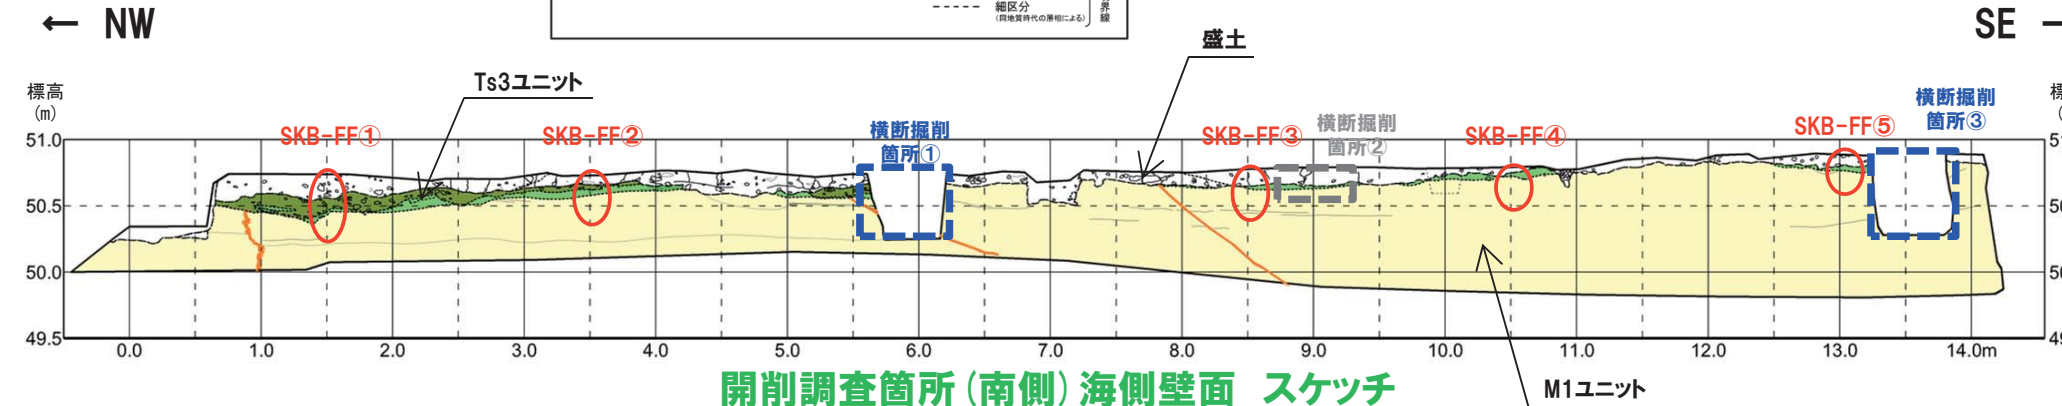 細区分
(同地質時代の層相による)
界線
← NW
SE
盛土
Ts3ユニット
標高
(m)
標
横断掘削
箇所③
横断掘削
箇所①
横断掘削
箇所②
SKB-FF①
SKB-FF②
SKB-FF③
SKB-FF④
SKB-FF⑤
51.0
50.5
50.0
49.5
0.0 1.0 2.0 3.0 4.0 5.0 6.0 7.0 8.0 9.0 10.0 11.0 12.0 13.0 14.0m
開削調査箇所(南側)海側壁面 スケッチ
M1ユニット